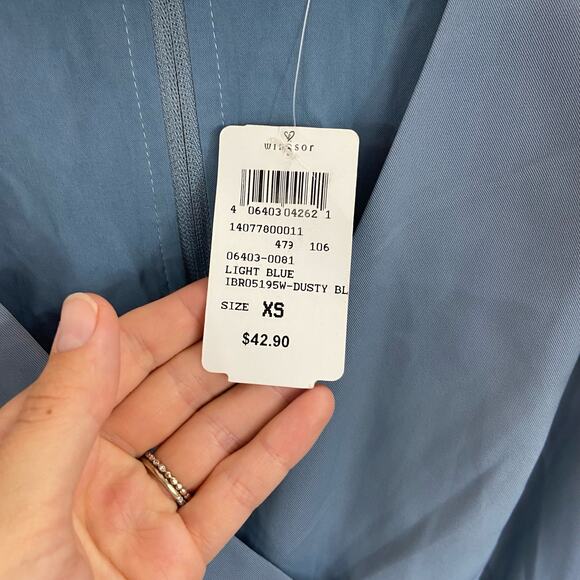 windsor
4 06403 04262 1
14077800011
479 106
06403-0081
LIGHT BLUE
IBR05195W-DUSTY BL
SIZE XS
$42.90